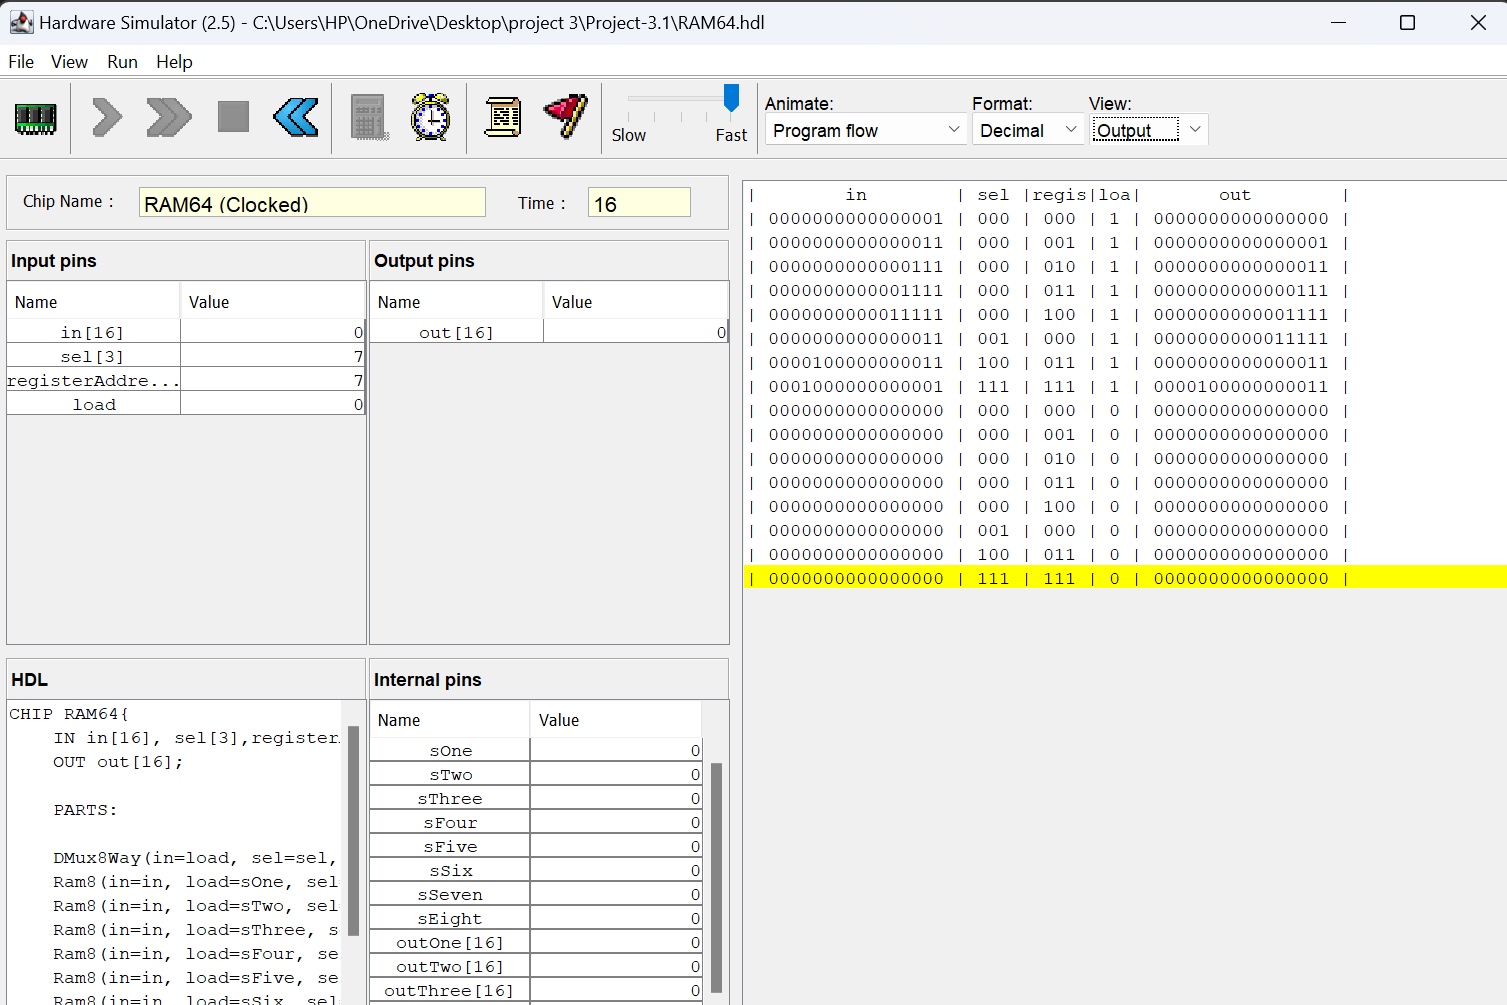 Hardware Simulator (2.5) - C:\Users\HP\OneDrive\Desktop\project 3\Project-3.1\RAM64.hdl
File View Run Help
Slow Fast
Animate: Format: View:
Program flow Decimal Output
Chip Name : RAM64 (Clocked) Time : 16
Input pins
Name Value
in[16] 0
sel[3] 7
registerAddre... 7
load 0
Output pins
Name Value
out[16] 0
HDL
CHIP RAM64{
IN in[16], sel[3],register
OUT out[16];
PARTS:
DMux8Way(in=load, sel=sel,
Ram8(in=in, load=sOne, sel
Ram8(in=in, load=sTwo, sel
Ram8(in=in, load=sThree, s
Ram8(in=in, load=sFour, se
Ram8(in=in, load=sFive, se
Ram8(in=in, load=sSix, sel
Internal pins
Name Value
sOne 0
sTwo 0
sThree 0
sFour 0
sFive 0
sSix 0
sSeven 0
sEight 0
outOne[16] 0
outTwo[16] 0
outThree[16] 0
| in | sel |regis|loa| out |
| 0000000000000001 | 000 | 000 | 1 | 0000000000000000 |
| 0000000000000011 | 000 | 001 | 1 | 0000000000000001 |
| 0000000000000111 | 000 | 010 | 1 | 0000000000000011 |
| 0000000000001111 | 000 | 011 | 1 | 0000000000000111 |
| 0000000000011111 | 000 | 100 | 1 | 0000000000001111 |
| 0000000000000011 | 001 | 000 | 1 | 0000000000011111 |
| 0000100000000011 | 100 | 011 | 1 | 0000000000000011 |
| 0001000000000001 | 111 | 111 | 1 | 0000100000000011 |
| 0000000000000000 | 000 | 000 | 0 | 0000000000000000 |
| 0000000000000000 | 000 | 001 | 0 | 0000000000000000 |
| 0000000000000000 | 000 | 010 | 0 | 0000000000000000 |
| 0000000000000000 | 000 | 011 | 0 | 0000000000000000 |
| 0000000000000000 | 000 | 100 | 0 | 0000000000000000 |
| 0000000000000000 | 001 | 000 | 0 | 0000000000000000 |
| 0000000000000000 | 100 | 011 | 0 | 0000000000000000 |
| 0000000000000000 | 111 | 111 | 0 | 0000000000000000 |